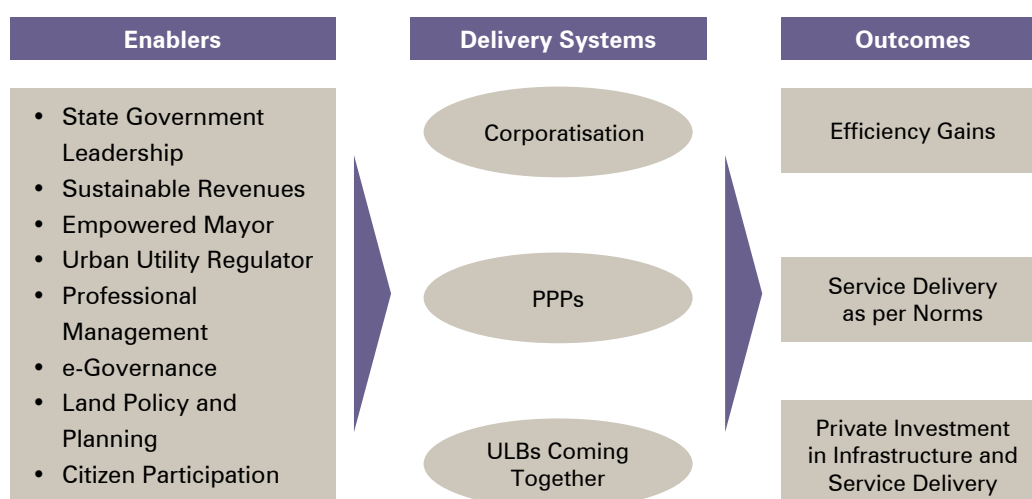 Enablers
• State Government
Leadership
• Sustainable Revenues
• Empowered Mayor
• Urban Utility Regulator
• Professional
Management
• e-Governance
• Land Policy and
Planning
• Citizen Participation
Delivery Systems
Corporatisation
PPPs
ULBs Coming
Together
Outcomes
Efficiency Gains
Service Delivery
as per Norms
Private Investment
in Infrastructure and
Service Delivery